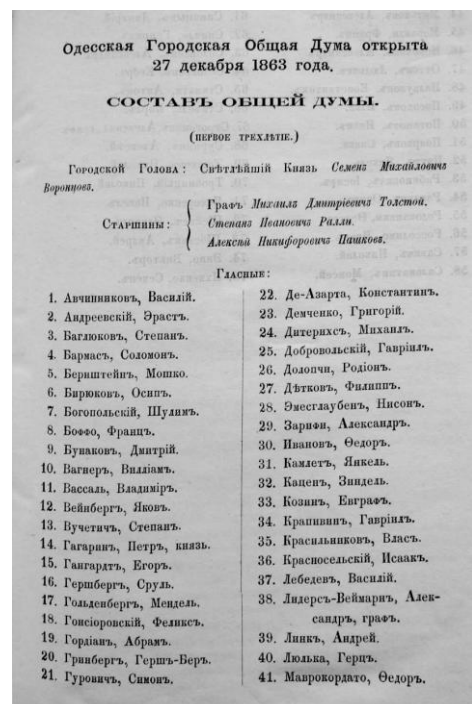 Одесская Городская Общая Дума открыта
27 декабря 1863 года.
СОСТАВЪ ОБЩЕЙ ДУМЫ.
(ПЕРВОЕ ТРЕХЛѢТІЕ.)
Городской Голова: Свѣтлѣйшій Князь Семенъ Михайловичъ
Воронцовъ.
Старшины:
Графъ Михаилъ Дмитріевичъ Толстой.
Степанъ Ивановичъ Ралли.
Алексѣй Никифоровичъ Пашковъ.
Гласные:
1. Авчинниковъ, Василій.
2. Андреевскій, Эрастъ.
3. Баглюковъ, Степанъ.
4. Бармасъ, Соломонъ.
5. Бернштейнъ, Мошко.
6. Бирюковъ, Осипъ.
7. Богопольскій, Шулимъ.
8. Боффо, Францъ.
9. Бунаковъ, Дмитрій.
10. Вагнеръ, Вилліамъ.
11. Вассаль, Владиміръ.
12. Вейнбергъ, Яковъ.
13. Вучетичъ, Степанъ.
14. Гагаринъ, Петръ, князь.
15. Гангардтъ, Егоръ.
16. Гершбергъ, Сруль.
17. Гольденбергъ, Мендель.
18. Гонсіоровскій, Феликсъ.
19. Гордіанъ, Абрамъ.
20. Гринбергъ, Гершъ-Беръ.
21. Гуровичъ, Симонъ.
22. Де-Азарта, Константинъ.
23. Демченко, Григорій.
24. Дитерихсъ, Михаилъ.
25. Добровольскій, Гавріилъ.
26. Долопчи, Родіонъ.
27. Дѣтковъ, Филиппъ.
28. Эмесглаубенъ, Нисонъ.
29. Зарифи, Александръ.
30. Ивановъ, Ѳедоръ.
31. Камлетъ, Янкель.
32. Каценъ, Зиндель.
33. Козинъ, Евграфъ.
34. Крапивинъ, Гавріилъ.
35. Красильниковъ, Власъ.
36. Красносельскій, Исаакъ.
37. Лебедевъ, Василій.
38. Лидерсъ-Веймарнъ, Алек-
сандръ, графъ.
39. Линкъ, Андрей.
40. Люлька, Герцъ.
41. Маврокордато, Ѳедоръ.